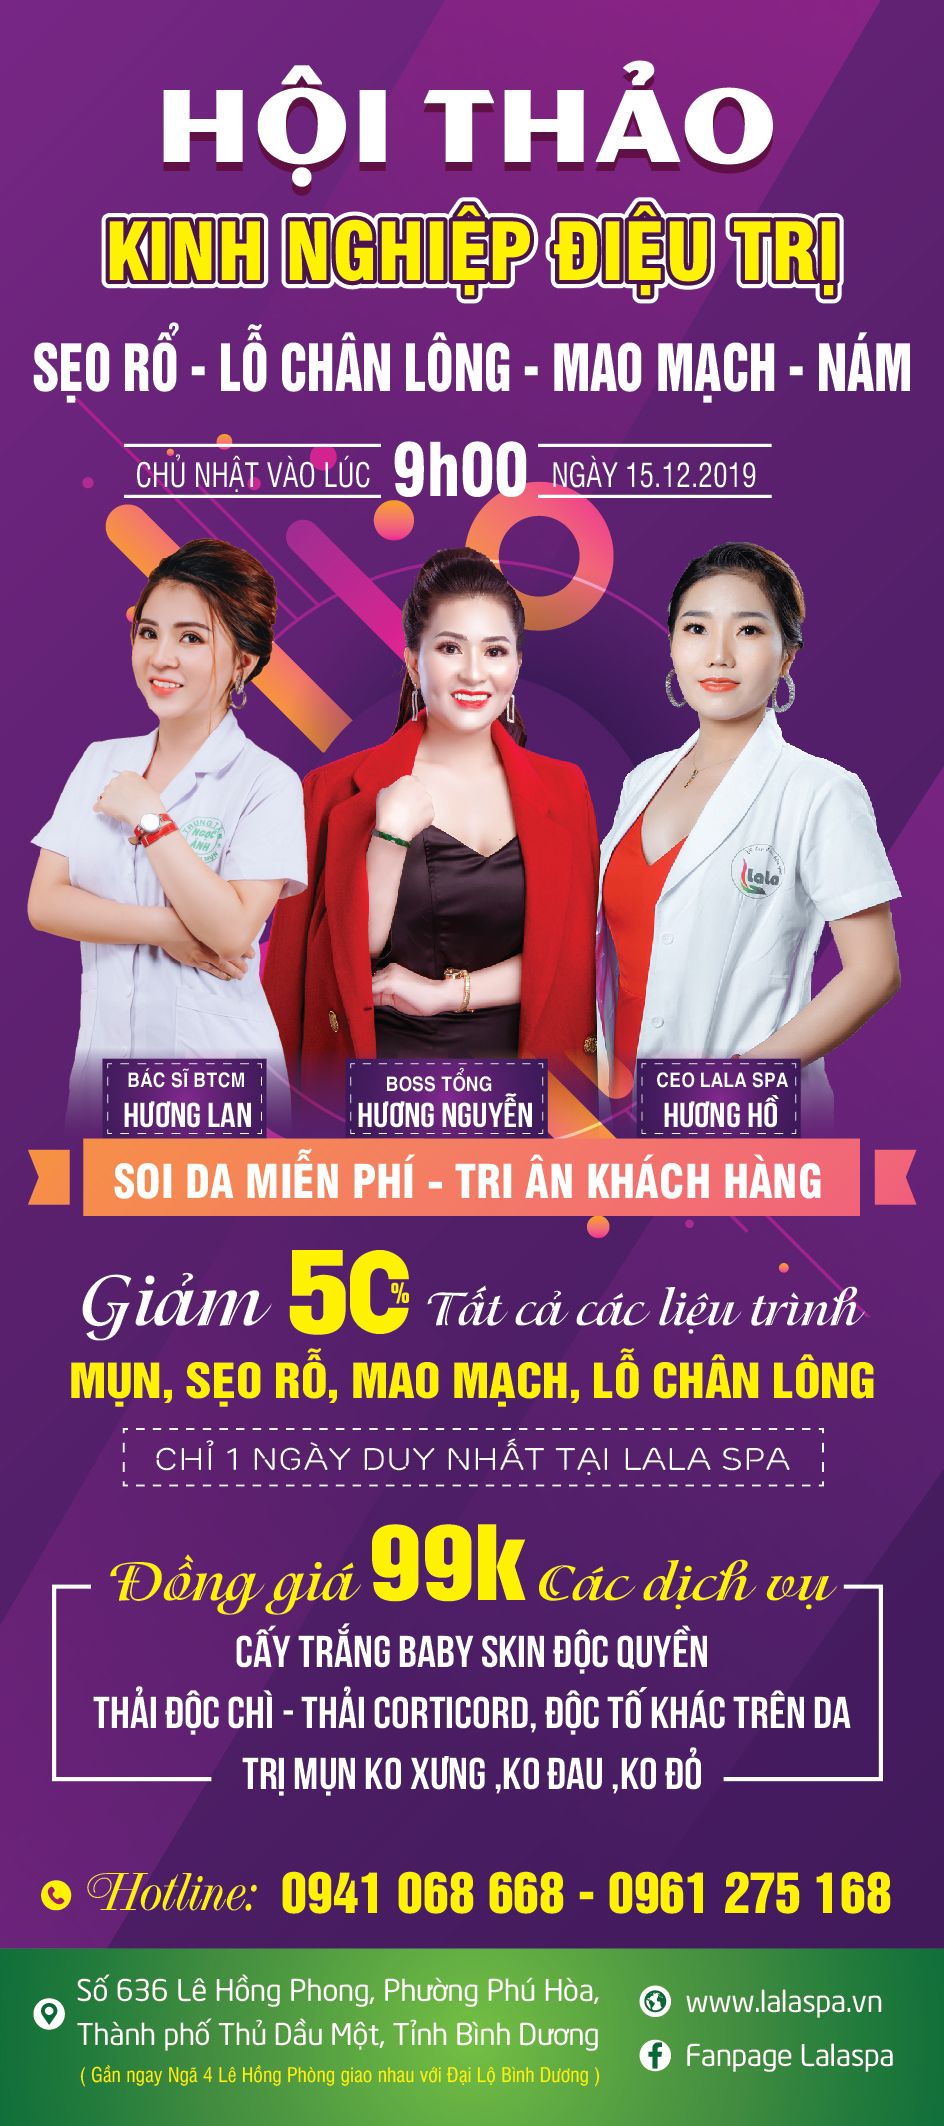 HỘI THẢO
KINH NGHIỆP ĐIỆU TRỊ
SẸO RỔ - LỖ CHÂN LÔNG - MAO MẠCH - NÁM
CHỦ NHẬT VÀO LÚC 9h00 NGÀY 15.12.2019
TRUNG TÂM
NGỌC
ÁNH
MỤN
Lala
BÁC SĨ BTCM
HƯƠNG LAN
BOSS TỔNG
HƯƠNG NGUYỄN
CEO LALA SPA
HƯƠNG HỒ
SOI DA MIỄN PHÍ - TRI ÂN KHÁCH HÀNG
Giảm 50% Tất cả các liệu trình
MỤN, SẸO RỖ, MAO MẠCH, LỖ CHÂN LÔNG
CHỈ 1 NGÀY DUY NHẤT TẠI LALA SPA
Đồng giá 99k Các dịch vụ
CẤY TRẮNG BABY SKIN ĐỘC QUYỀN
THẢI ĐỘC CHÌ - THẢI CORTICORD, ĐỘC TỐ KHÁC TRÊN DA
TRỊ MỤN KO XƯNG ,KO ĐAU ,KO ĐỎ
Hotline: 0941 068 668 - 0961 275 168
Số 636 Lê Hồng Phong, Phường Phú Hòa,
Thành phố Thủ Dầu Một, Tỉnh Bình Dương
( Gần ngay Ngã 4 Lê Hồng Phòng giao nhau với Đại Lộ Bình Dương )
www.lalaspa.vn
Fanpage Lalaspa